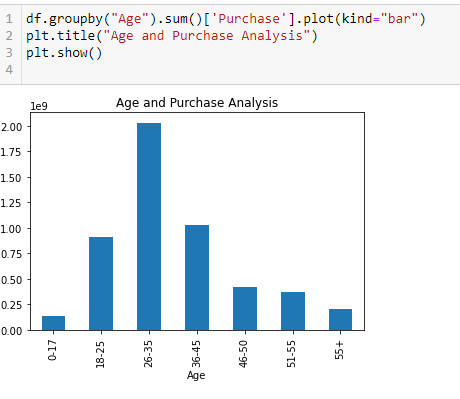 1 df.groupby("Age").sum()['Purchase'].plot(kind="bar")
2 plt.title("Age and Purchase Analysis")
3 plt.show()
4
Age and Purchase Analysis
1e9
2.00
1.75
1.50
1.25
1.00
0.75
0.50
0.25
0.00
0-17 18-25 26-35 36-45 46-50 51-55 55+
Age